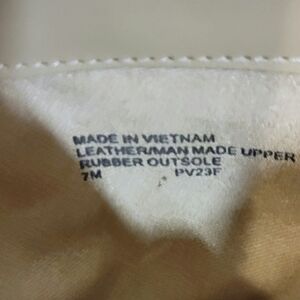 MADE IN VIETNAM
LEATHER/MAN MADE UPPER
RUBBER OUTSOLE
7M PV23F